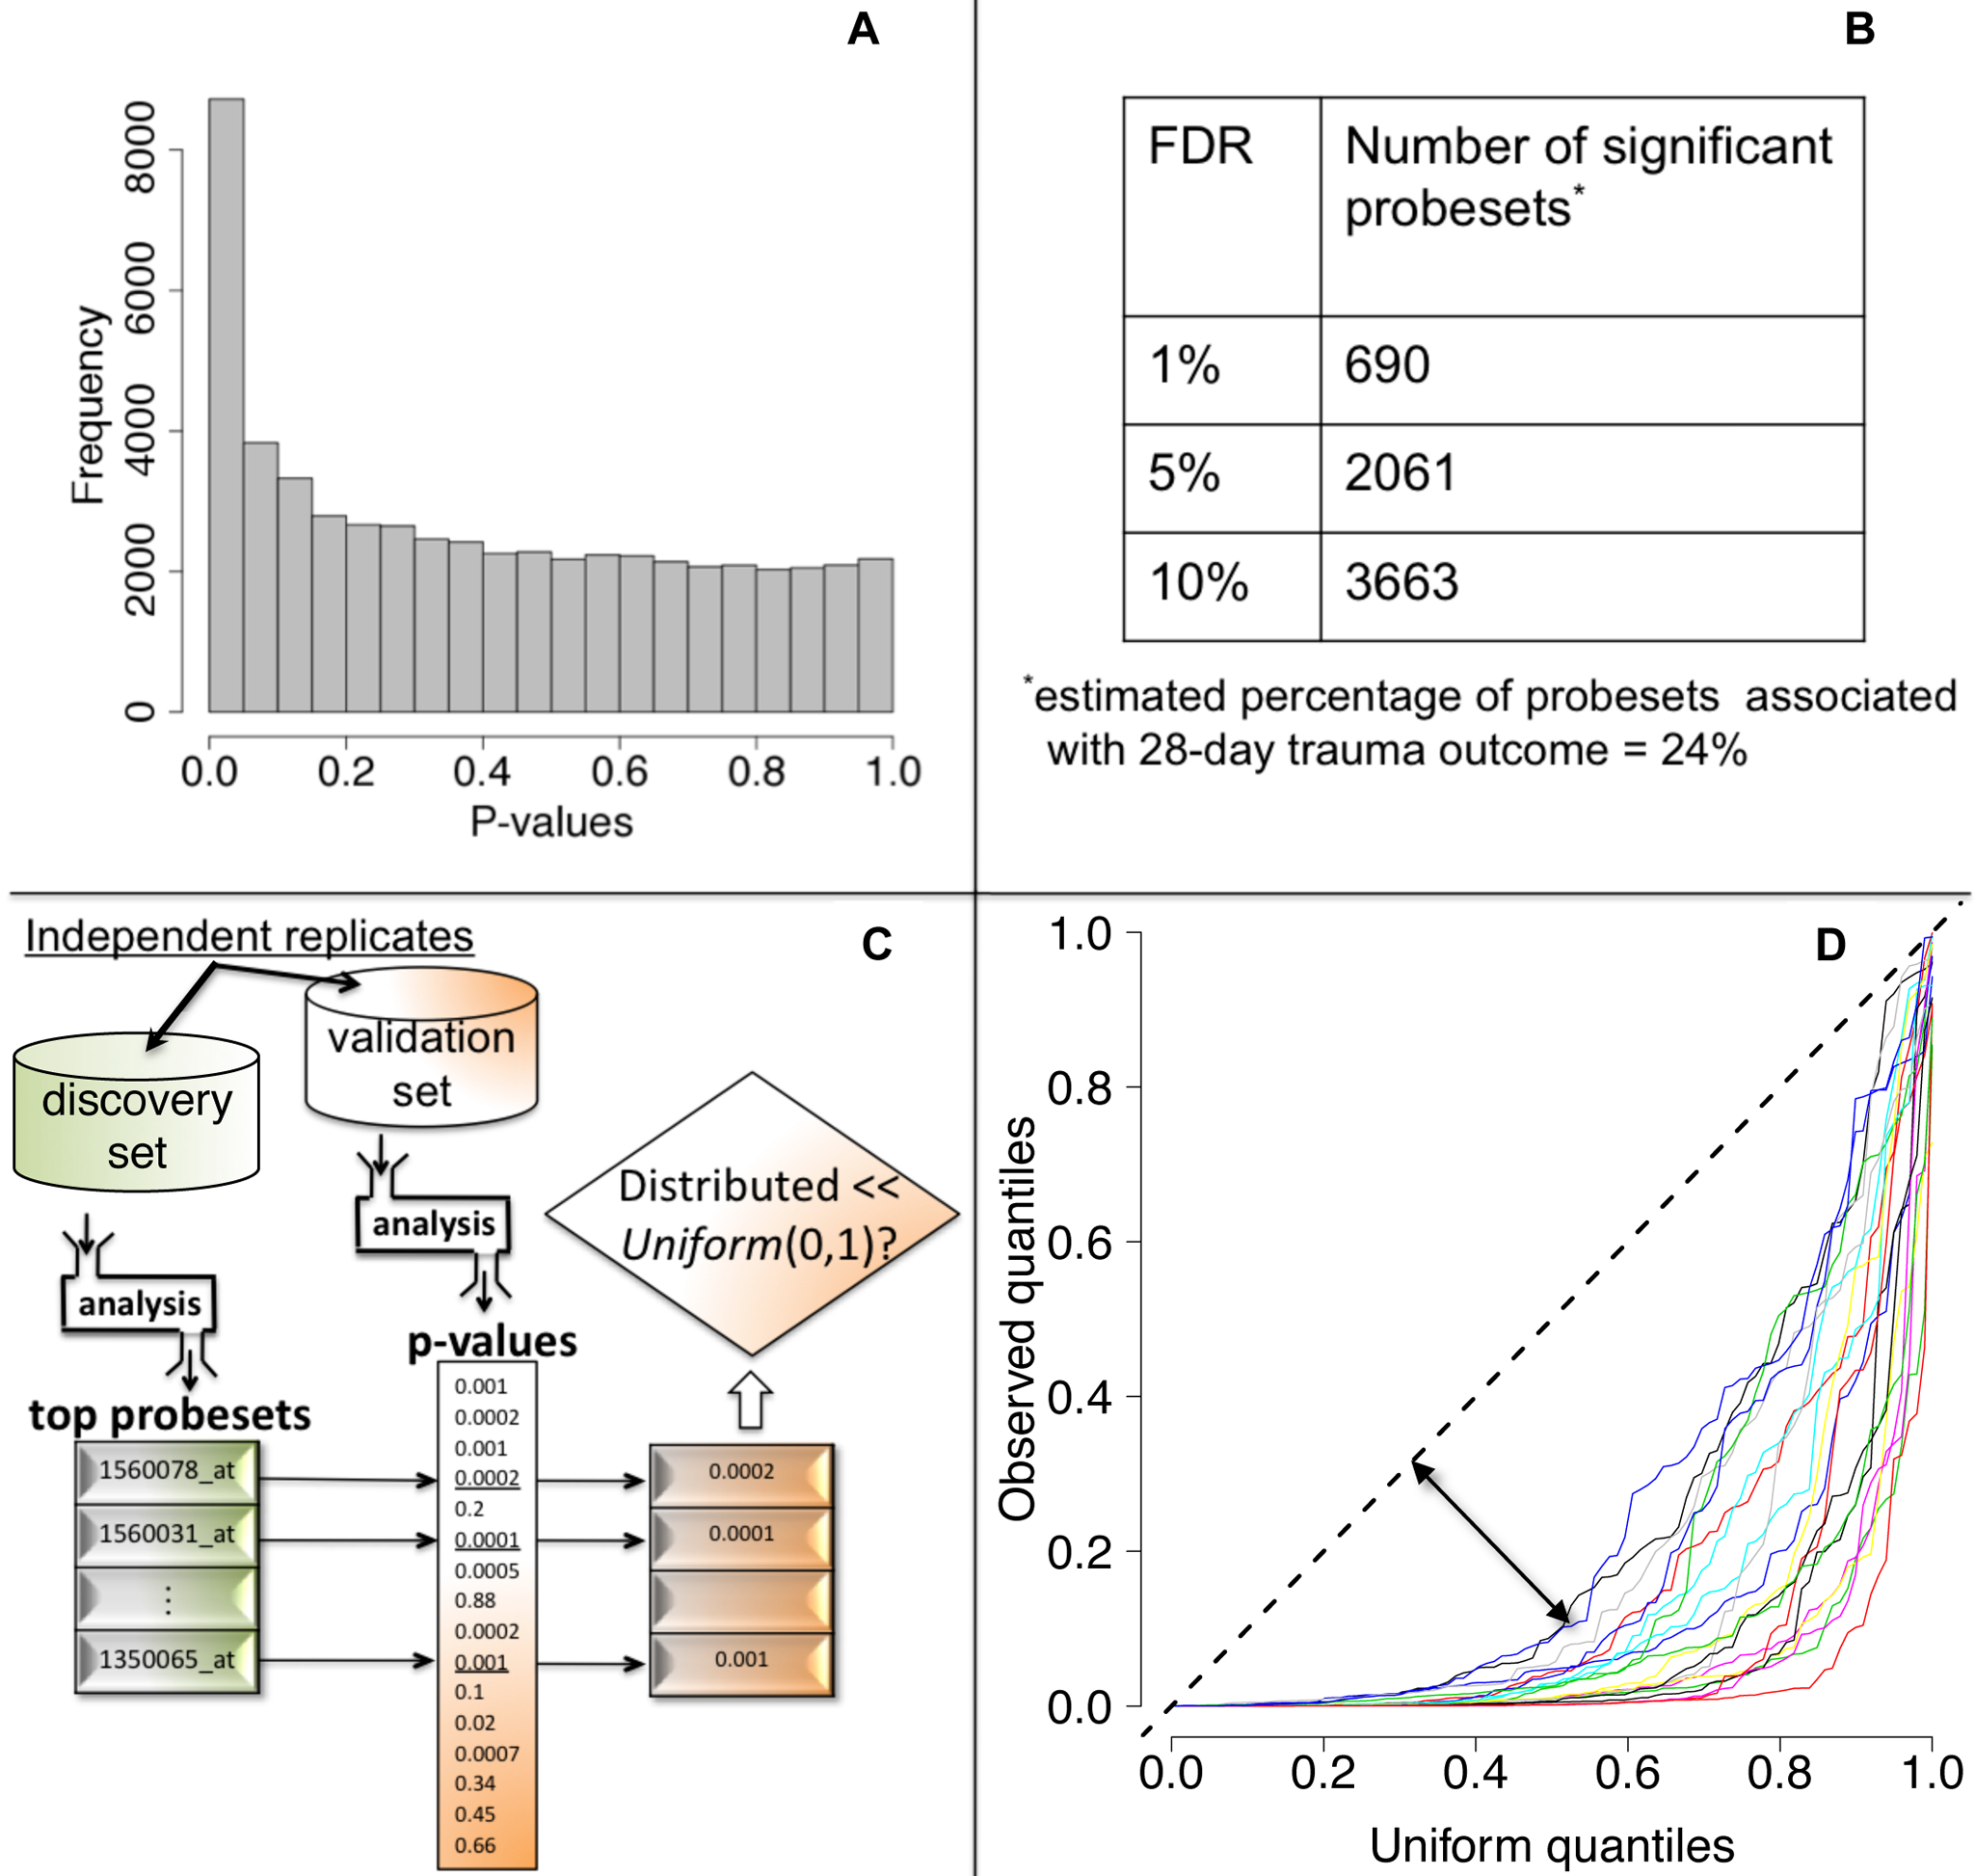 A
8000
6000
4000
2000
0
Frequency
0.0 0.2 0.4 0.6 0.8 1.0
P-values
B
FDR
Number of significant
probesets*
1% 690
5% 2061
10% 3663
*estimated percentage of probesets associated
with 28-day trauma outcome = 24%
C
Independent replicates
discovery
set
validation
set
analysis
analysis
top probesets
1560078_at
1560031_at
⋮
1350065_at
p-values
0.001
0.0002
0.001
0.0002
0.2
0.0001
0.0005
0.88
0.0002
0.001
0.1
0.02
0.0007
0.34
0.45
0.66
0.0002
0.0001
0.001
Distributed <<
Uniform(0,1)?
D
1.0
0.8
0.6
0.4
0.2
0.0
Observed quantiles
0.0 0.2 0.4 0.6 0.8 1.0
Uniform quantiles